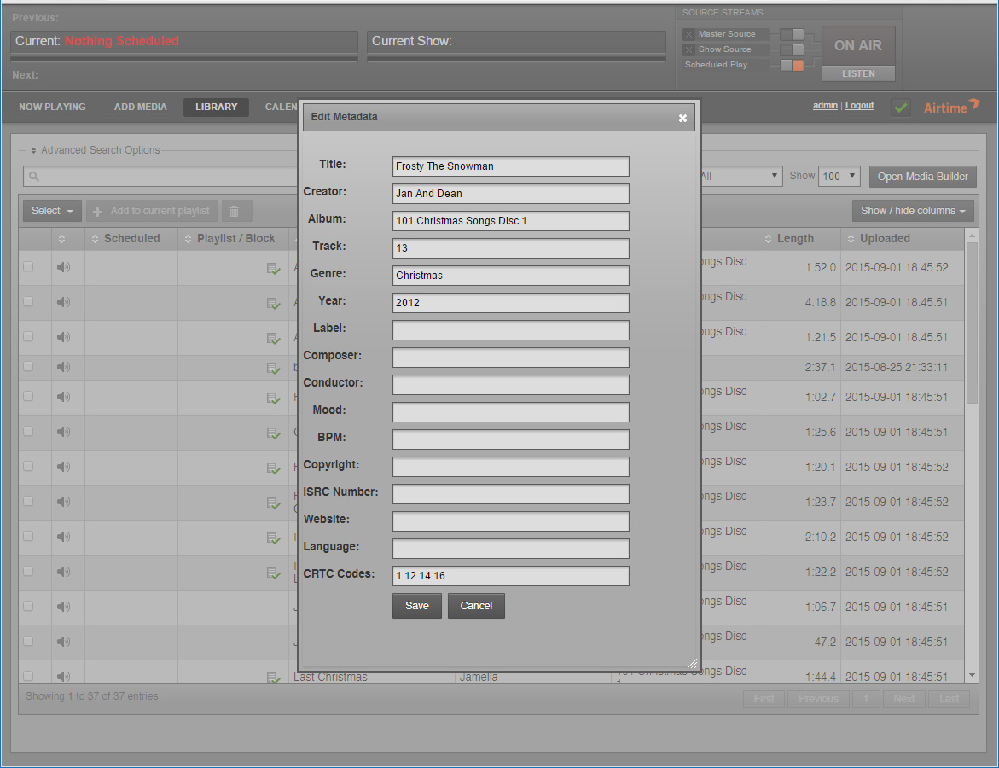 Previous:
SOURCE STREAMS
Current: Nothing Scheduled
Current Show:
Master Source
Show Source
Scheduled Play
ON AIR
LISTEN
Next:
NOW PLAYING ADD MEDIA LIBRARY CALEN
admin | Logout
Airtime
Edit Metadata
Advanced Search Options
All
Show 100
Open Media Builder
Select
Add to current playlist
Show / hide columns
Scheduled Playlist / Block Length Uploaded
Title: Frosty The Snowman
Creator: Jan And Dean
Album: 101 Christmas Songs Disc 1
Track: 13
Genre: Christmas
Year: 2012
Label:
Composer:
Conductor:
Mood:
BPM:
Copyright:
ISRC Number:
Website:
Language:
CRTC Codes: 1 12 14 16
Save Cancel
ongs Disc 1:52.0 2015-09-01 18:45:52
ongs Disc 4:18.8 2015-09-01 18:45:52
ongs Disc 1:21.5 2015-09-01 18:45:51
2:37.1 2015-08-25 21:33:11
ongs Disc 1:02.7 2015-09-01 18:45:51
ongs Disc 1:25.6 2015-09-01 18:45:51
ongs Disc 1:20.1 2015-09-01 18:45:52
ongs Disc 1:23.7 2015-09-01 18:45:52
ongs Disc 2:10.2 2015-09-01 18:45:52
ongs Disc 1:22.2 2015-09-01 18:45:52
ongs Disc 1:06.7 2015-09-01 18:45:51
ongs Disc 47.2 2015-09-01 18:45:51
Last Christmas Jamella 101 Christmas Songs Disc 1:44.4 2015-09-01 18:45:51
Showing 1 to 37 of 37 entries
First Previous 1 Next Last